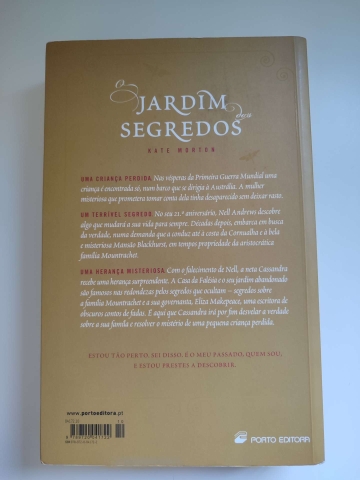 O
JARDIM
dos
SEGREDOS
KATE MORTON
UMA CRIANÇA PERDIDA Nas vésperas da Primeira Guerra Mundial uma
criança é encontrada só, num barco que se dirigia à Austrália. A mulher
misteriosa que prometera tomar conta dela tinha desaparecido sem deixar rasto.
UM TERRÍVEL SEGREDO No seu 21.º aniversário, Nell Andrews descobre
algo que mudará a sua vida para sempre. Décadas depois, embarca em busca
da verdade, numa demanda que a conduz até à costa da Cornualha e à bela
e misteriosa Mansão Blackhurst, em tempos propriedade da aristocrática
família Mountrachet.
UMA HERANÇA MISTERIOSA Com o falecimento de Nell, a neta Cassandra
recebe uma herança surpreendente. A Casa da Falésia e o seu jardim abandonado
são famosos nas redondezas pelos segredos que ocultam – segredos sobre
a família Mountrachet e a sua governanta, Eliza Makepeace, uma escritora de
obscuros contos de fadas. É aqui que Cassandra irá por fim desvelar a verdade
sobre a sua família e resolver o mistério de uma pequena criança perdida.
ESTOU TÃO PERTO, SEI DISSO. É O MEU PASSADO, QUEM SOU,
E ESTOU PRESTES A DESCOBRIR.
www.portoeditora.pt
PORTO EDITORA